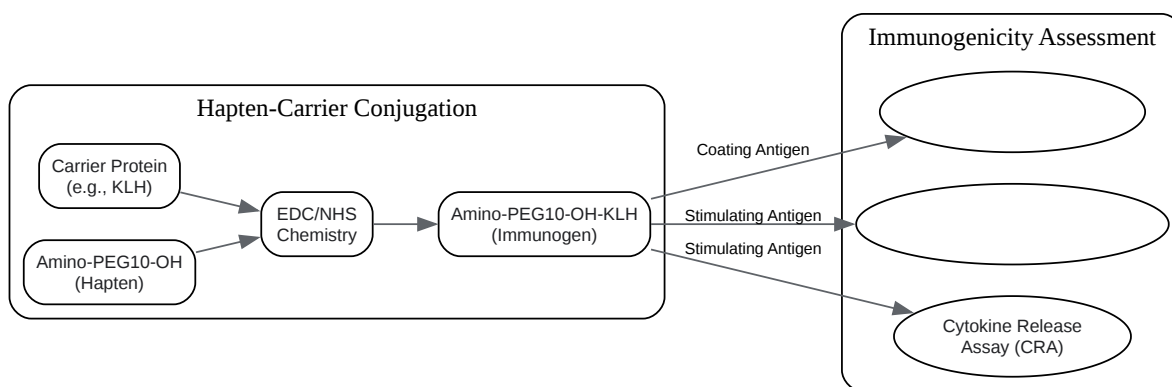 Immunogenicity Assessment
Hapten-Carrier Conjugation
Carrier Protein
(e.g., KLH)
Amino-PEG10-OH
(Hapten)
EDC/NHS
Chemistry
Amino-PEG10-OH-KLH
(Immunogen)
Coating Antigen
Stimulating Antigen
Stimulating Antigen
Cytokine Release
Assay (CRA)